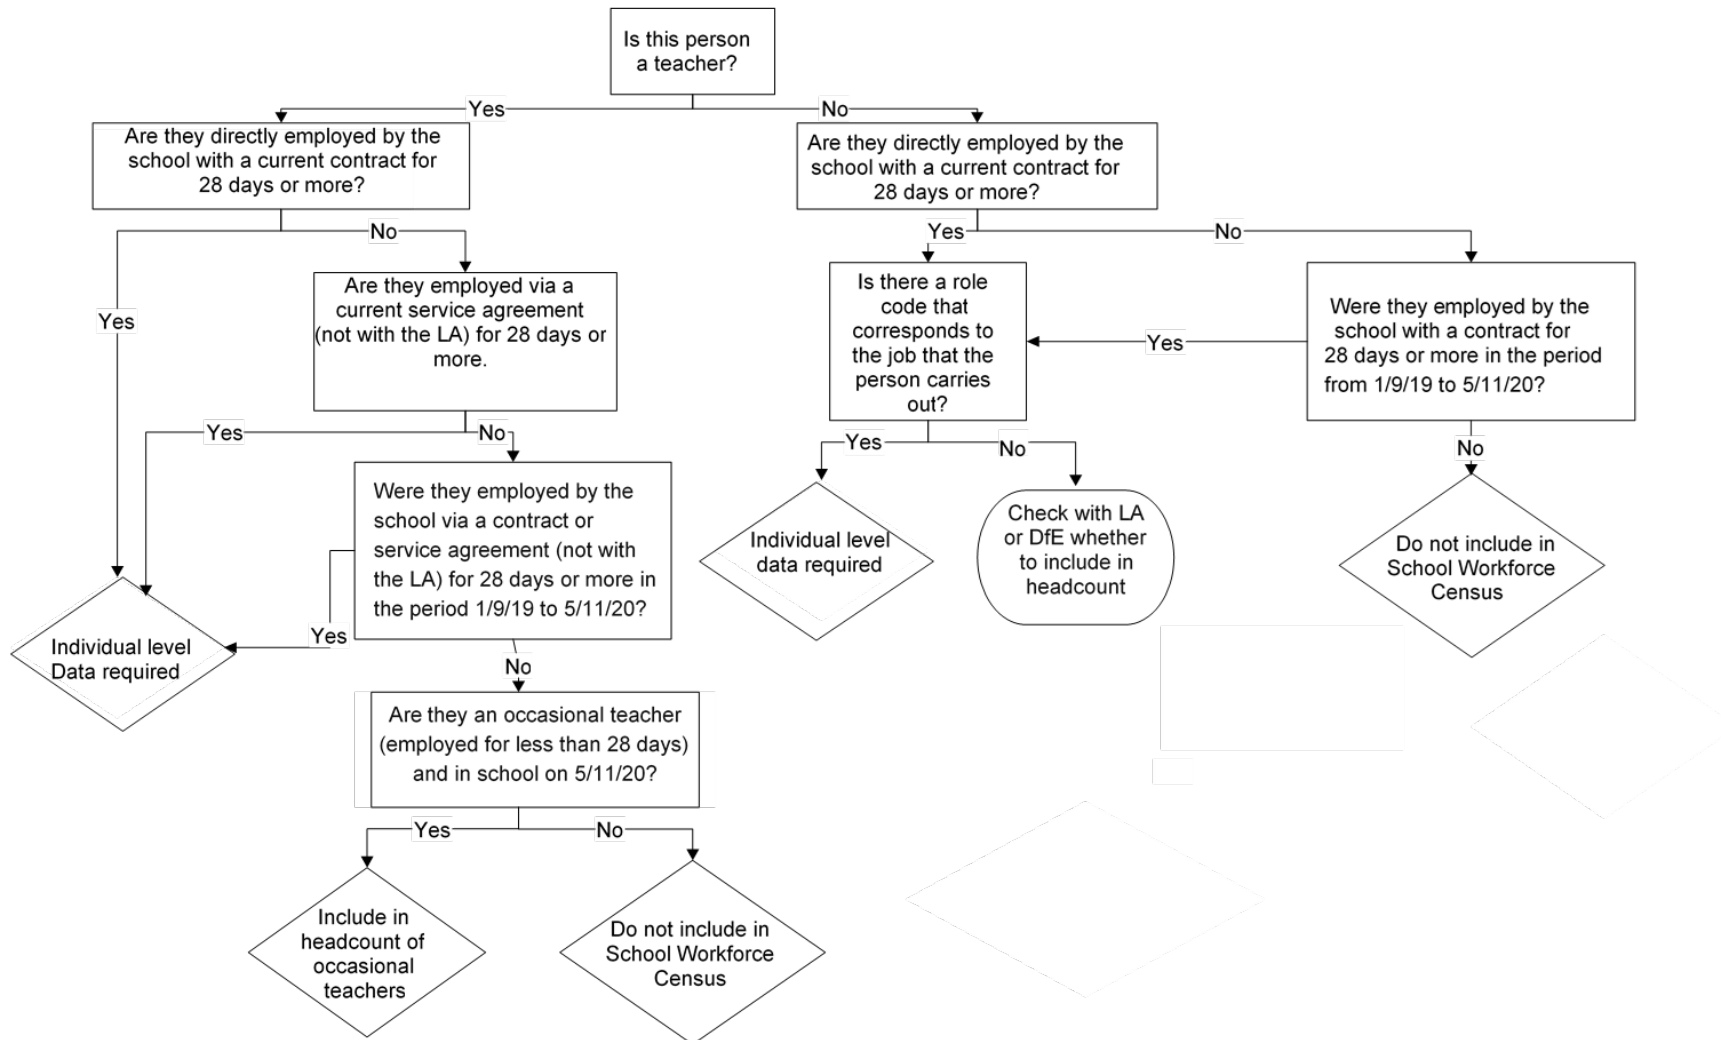 Is this person
a teacher?
Yes
No
Are they directly employed by the
school with a current contract for
28 days or more?
Are they directly employed by the
school with a current contract for
28 days or more?
No
Yes
No
Yes
Are they employed via a
current service agreement
(not with the LA) for 28 days or
more.
Is there a role
code that
corresponds to
the job that the
person carries
out?
Yes
Were they employed by the
school with a contract for
28 days or more in the period
from 1/9/19 to 5/11/20?
Yes
No
Yes
No
No
Were they employed by the
school via a contract or
service agreement (not with
the LA) for 28 days or more in
the period 1/9/19 to 5/11/20?
Individual level
data required
Check with LA
or DfE whether
to include in
headcount
Do not include in
School Workforce
Census
Yes
Individual level
Data required
No
Are they an occasional teacher
(employed for less than 28 days)
and in school on 5/11/20?
Yes
No
Include in
headcount of
occasional
teachers
Do not include in
School Workforce
Census